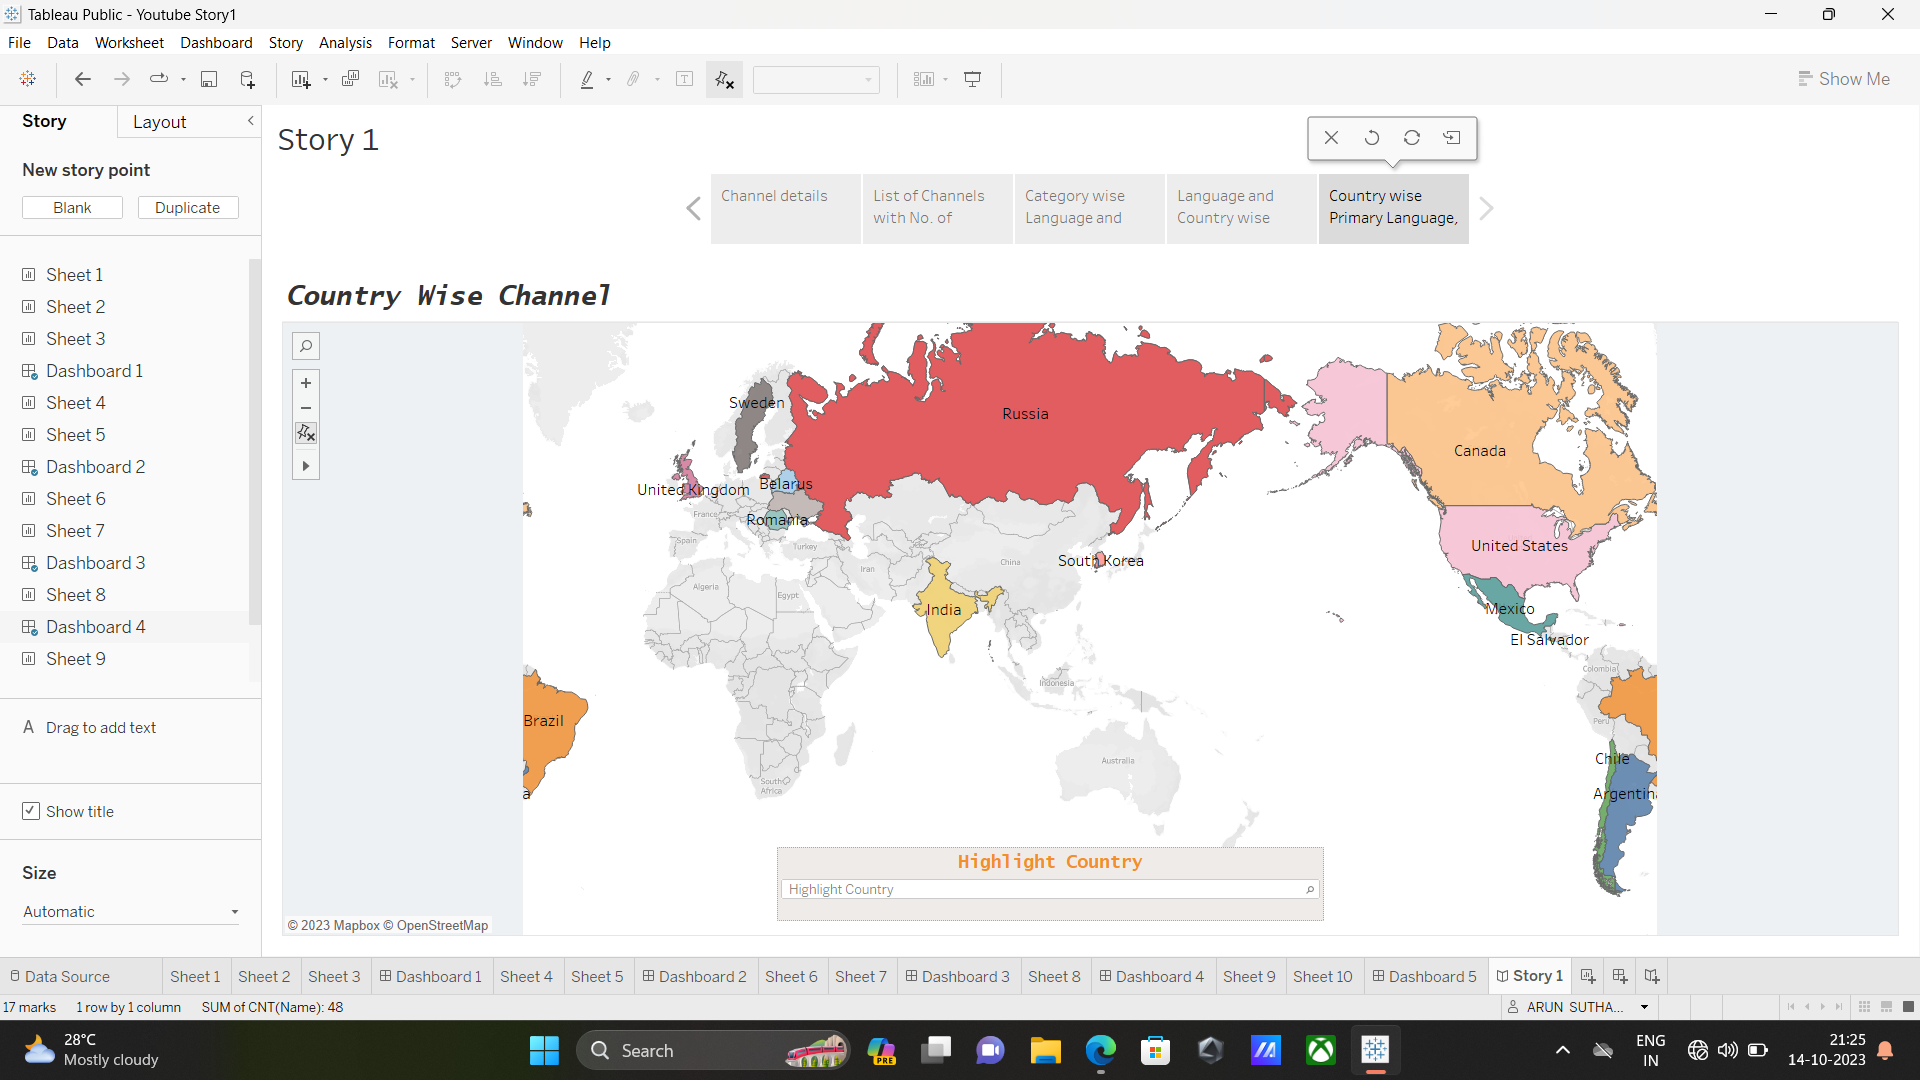 Tableau Public - Youtube Story1
File Data Worksheet Dashboard Story Analysis Format Server Window Help
Show Me
Story Layout
New story point
Blank Duplicate
Sheet 1
Sheet 2
Sheet 3
Dashboard 1
Sheet 4
Sheet 5
Dashboard 2
Sheet 6
Sheet 7
Dashboard 3
Sheet 8
Dashboard 4
Sheet 9
A Drag to add text
Show title
Size
Automatic
Story 1
Channel details
List of Channels
with No. of
Category wise
Language and
Language and
Country wise
Country wise
Primary Language,
Country Wise Channel
Sweden
Russia
Canada
United Kingdom
Belarus
France
Romania
Spain
Turkey
United States
South Korea
China
Iran
Algeria
Egypt
India
Mexico
El Salvador
Colombia
Indonesia
Brazil
Peru
Chile
Australia
South
Africa
a
Argentina
Highlight Country
Highlight Country
© 2023 Mapbox © OpenStreetMap
Data Source Sheet 1 Sheet 2 Sheet 3 Dashboard 1 Sheet 4 Sheet 5 Dashboard 2 Sheet 6 Sheet 7 Dashboard 3 Sheet 8 Dashboard 4 Sheet 9 Sheet 10 Dashboard 5 Story 1
17 marks 1 row by 1 column SUM of CNT(Name): 48 ARUN SUTHA...
28°C
Mostly cloudy
Search
PRE
ENG
IN
21:25
14-10-2023